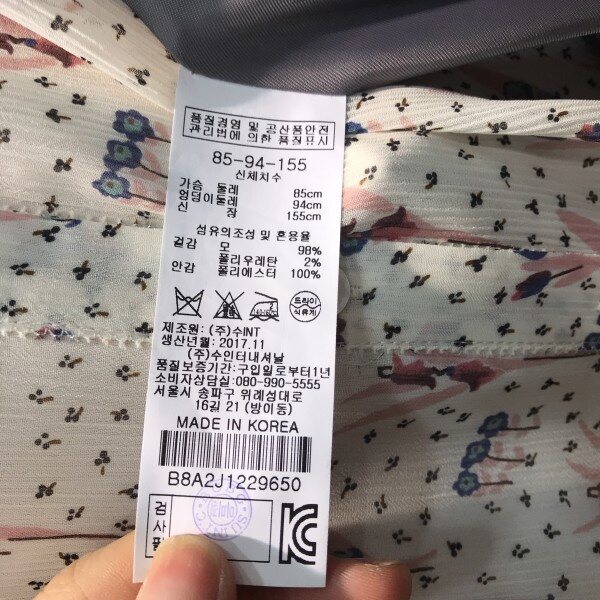 품질경영 및 공산품안전
관리법에 의한 품질표시
85-94-155
신체치수
가슴 둘레 85cm
엉덩이둘레 94cm
신 장 155cm
섬유의조성 및 혼용율
겉감 모 98%
폴리우레탄 2%
안감 폴리에스터 100%
드라이
석유계
제조원: (주)수INT
생산년월: 2017.11
(주)수인터내셔날
품질보증기간: 구입일로부터1년
소비자상담실: 080-990-5555
서울시 송파구 위례성대로
16길 21 (방이동)
MADE IN KOREA
B8A2J1229650
검
사
필